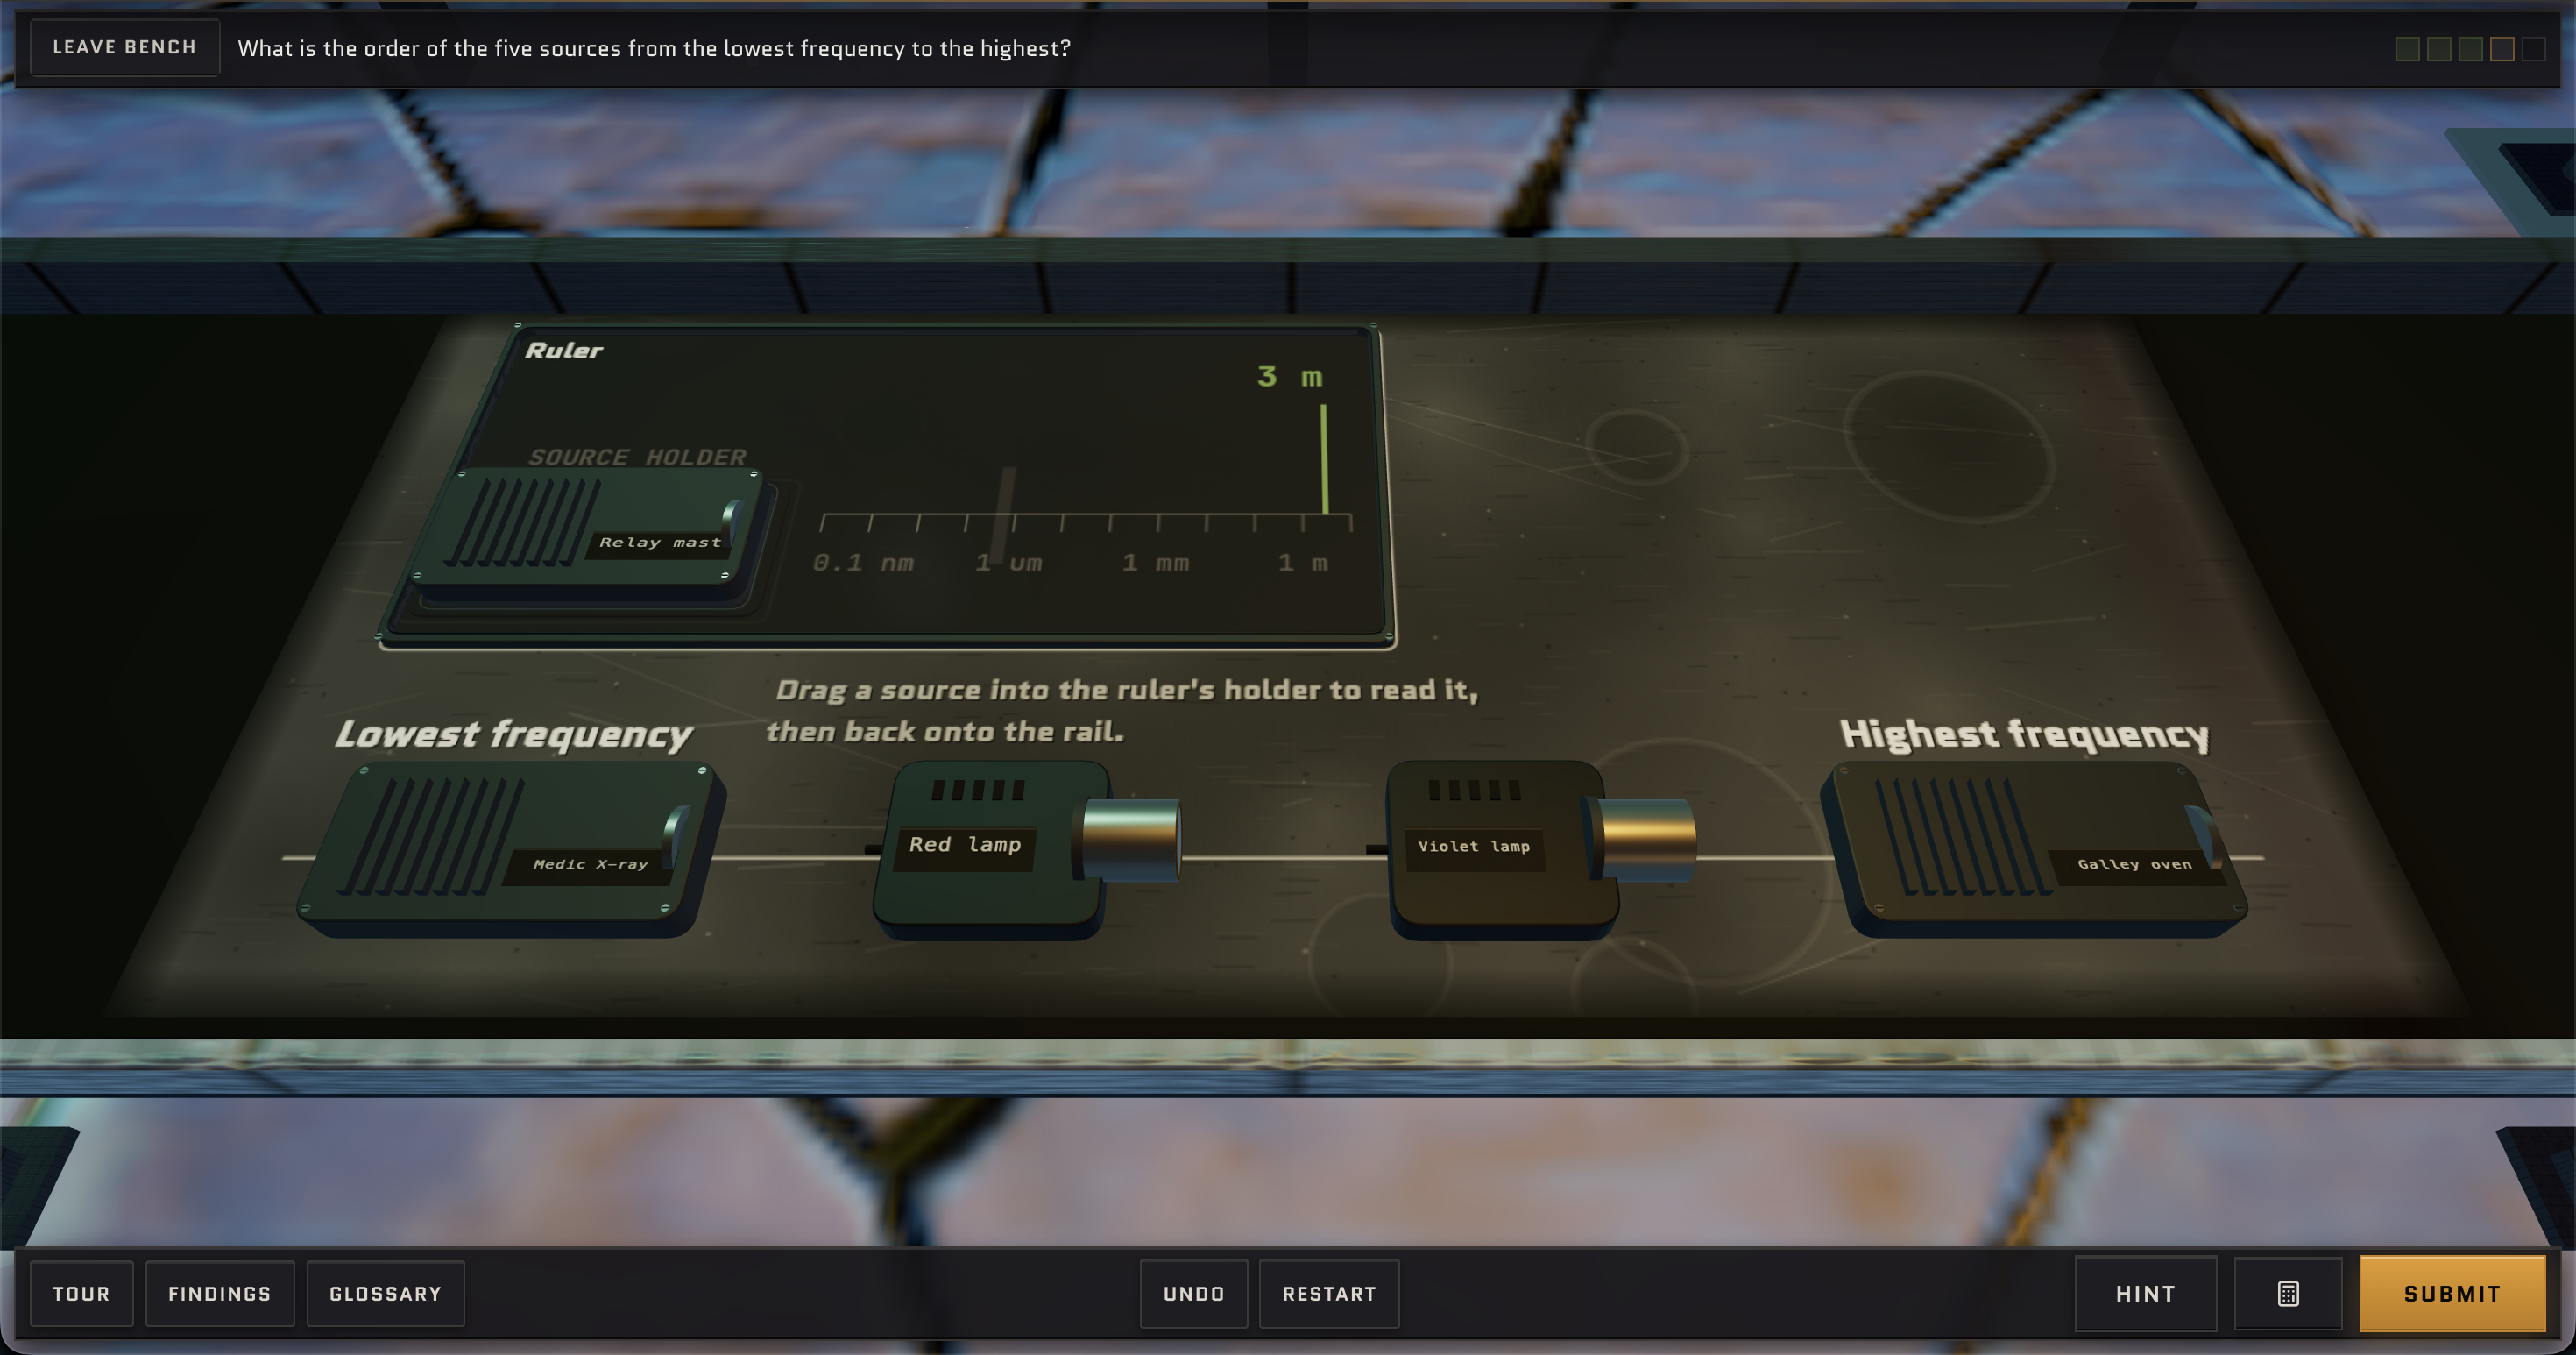 LEAVE BENCH
What is the order of the five sources from the lowest frequency to the highest?
Ruler
3 m
SOURCE HOLDER
Relay mast
0.1 nm 1 um 1 mm 1 m
Drag a source into the ruler's holder to read it,
then back onto the rail.
Lowest frequency
Highest frequency
Medic X-ray
Red lamp
Violet lamp
Galley oven
TOUR
FINDINGS
GLOSSARY
UNDO
RESTART
HINT
SUBMIT